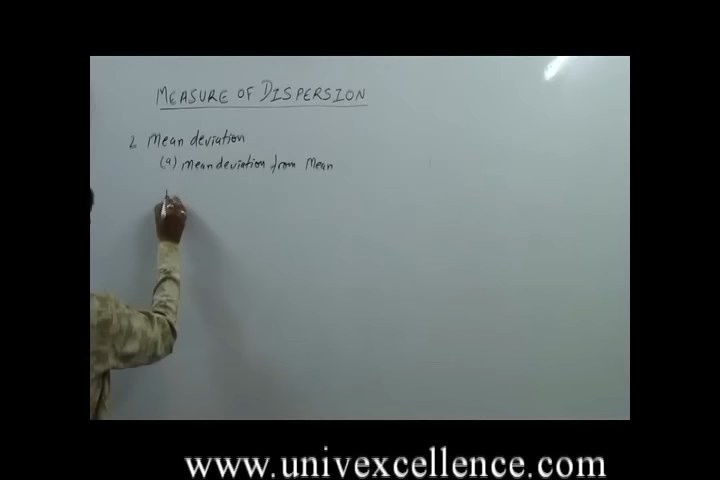 MEASURE OF DISPERSION
2. Mean deviation
(a) Mean deviation from Mean
www.univexcellence.com